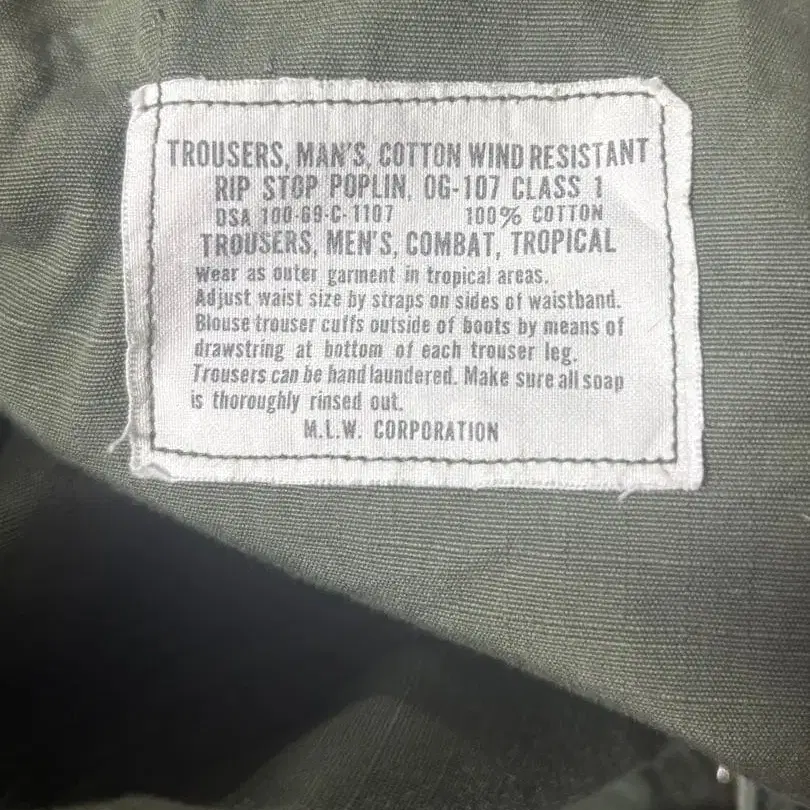 TROUSERS, MAN'S, COTTON WIND RESISTANT
RIP STOP POPLIN, OG-107 CLASS 1
DSA 100-69-C-1107 100% COTTON
TROUSERS, MEN'S, COMBAT, TROPICAL
Wear as outer garment in tropical areas.
Adjust waist size by straps on sides of waistband.
Blouse trouser cuffs outside of boots by means of
drawstring at bottom of each trouser leg.
Trousers can be hand laundered. Make sure all soap
is thoroughly rinsed out.
M.L.W. CORPORATION